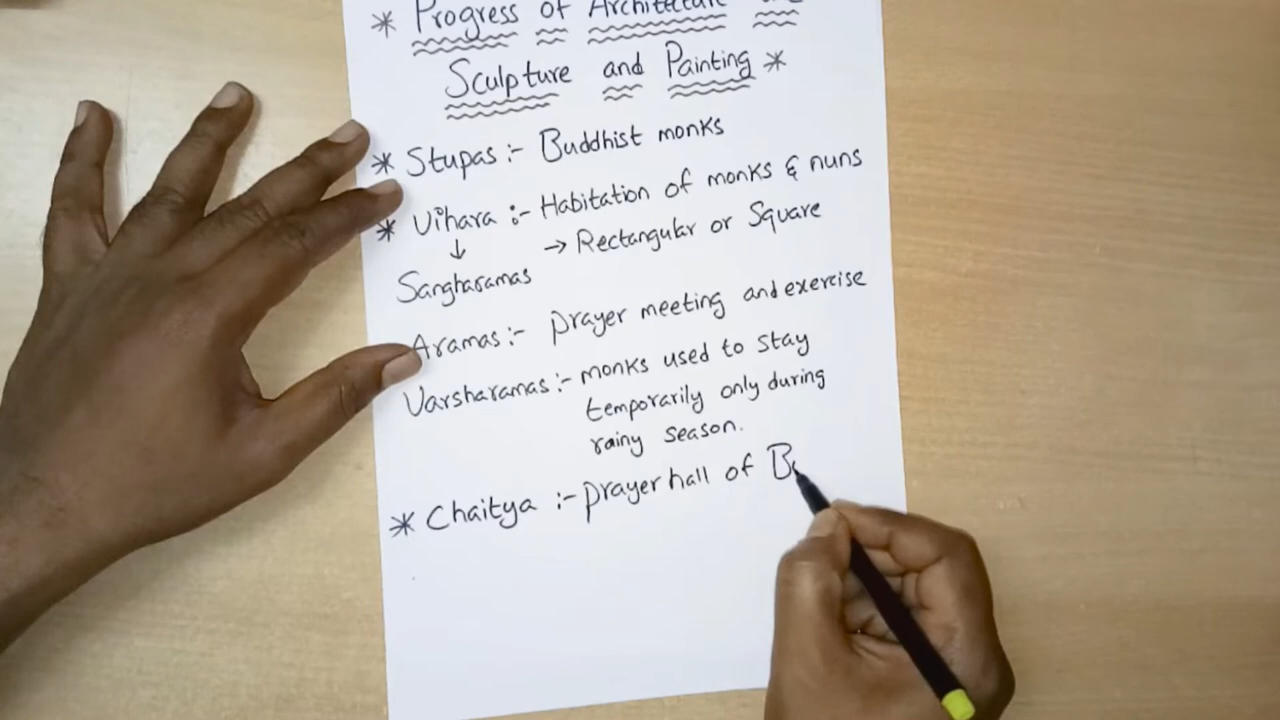 * Progress of Architecture
Sculpture and Painting *
* Stupas :- Buddhist monks
* Vihara :- Habitation of monks & nuns
↓ → Rectangular or Square
Sangharamas
Aramas :- prayer meeting and exercise
Varsharamas :- monks used to stay
temporarily only during
rainy season.
* Chaitya :- prayer hall of B